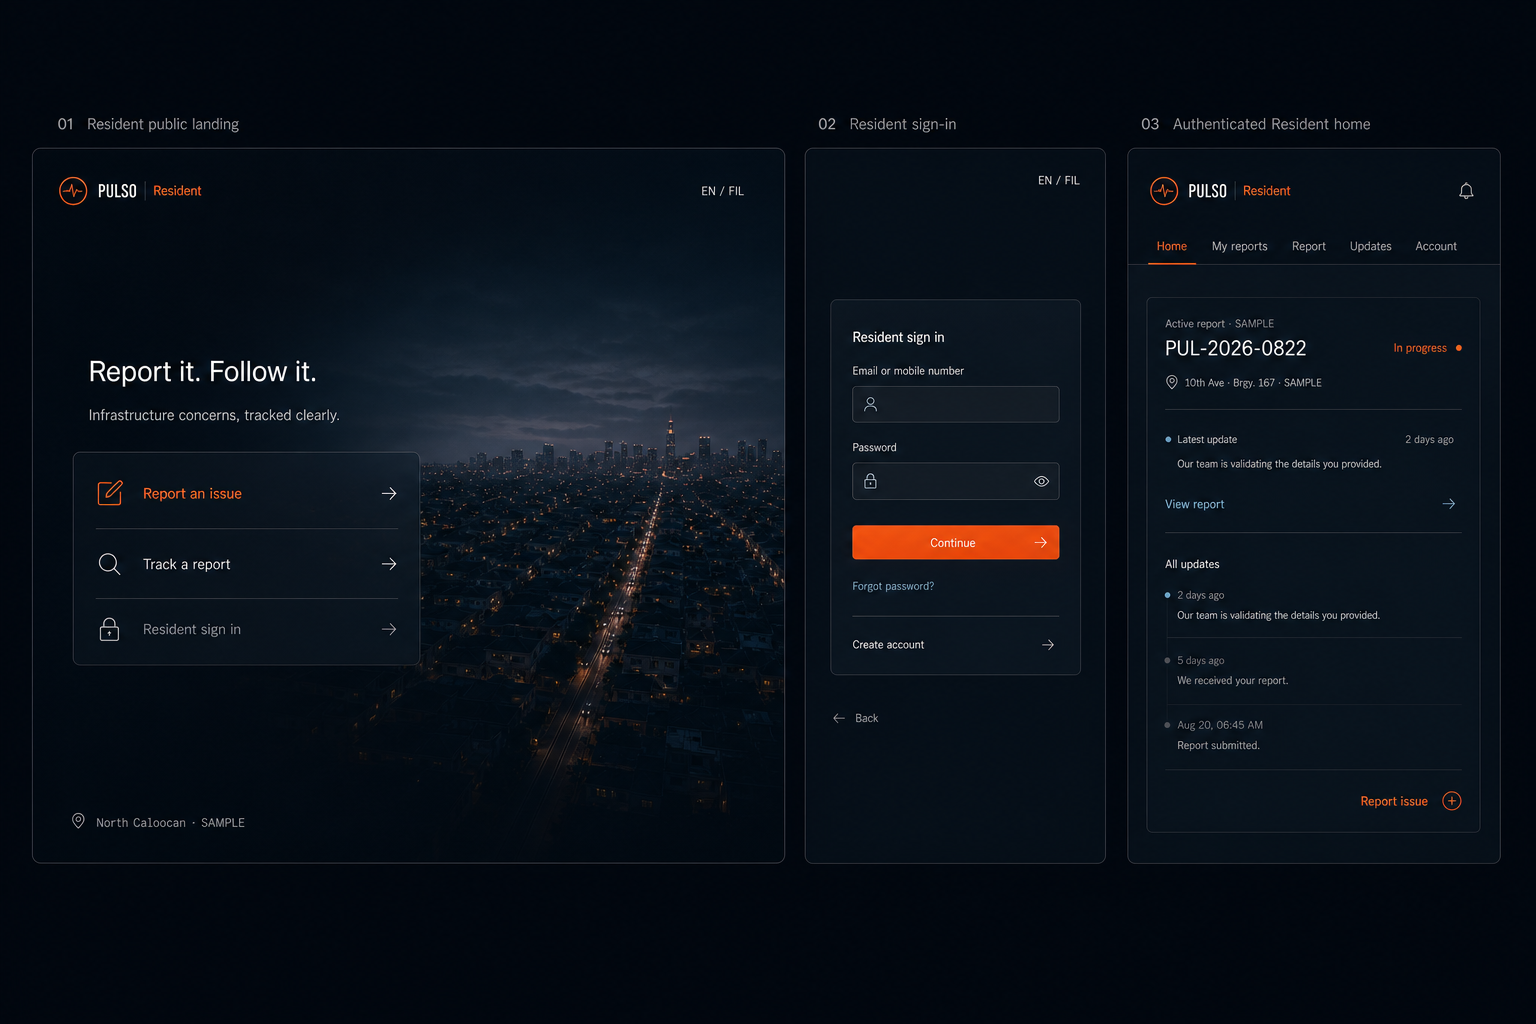 01 Resident public landing
PULSO Resident
EN / FIL
Report it. Follow it.
Infrastructure concerns, tracked clearly.
Report an issue
Track a report
Resident sign in
North Caloocan · SAMPLE
02 Resident sign-in
EN / FIL
Resident sign in
Email or mobile number
Password
Continue
Forgot password?
Create account
Back
03 Authenticated Resident home
PULSO Resident
Home My reports Report Updates Account
Active report · SAMPLE
PUL-2026-0822
In progress
10th Ave · Brgy. 167 · SAMPLE
Latest update 2 days ago
Our team is validating the details you provided.
View report
All updates
2 days ago
Our team is validating the details you provided.
5 days ago
We received your report.
Aug 20, 06:45 AM
Report submitted.
Report issue